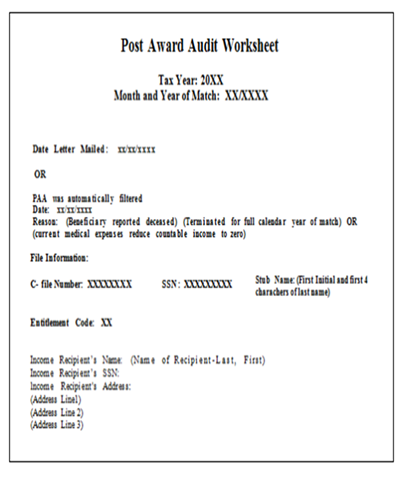 Post Award Audit Worksheet
Tax Year: 20XX
Month and Year of Match: XX/XXXX
Date Letter Mailed: xx/xx/xxxx
OR
PAA was automatically filtered
Date: xx/xx/xxxx
Reason: (Beneficiary reported deceased) (Terminated for full calendar year of match) OR
(current medical expenses reduce countable income to zero)
File Information:
C- file Number: XXXXXXXX SSN: XXXXXXXXX Stub Name: (First Initial and first 4
charachers of last name)
Entitlement Code: XX
Income Recipient's Name: (Name of Recipient-Last, First)
Income Recipient's SSN:
Income Recipient's Address:
(Address Line1)
(Address Line 2)
(Address Line 3)